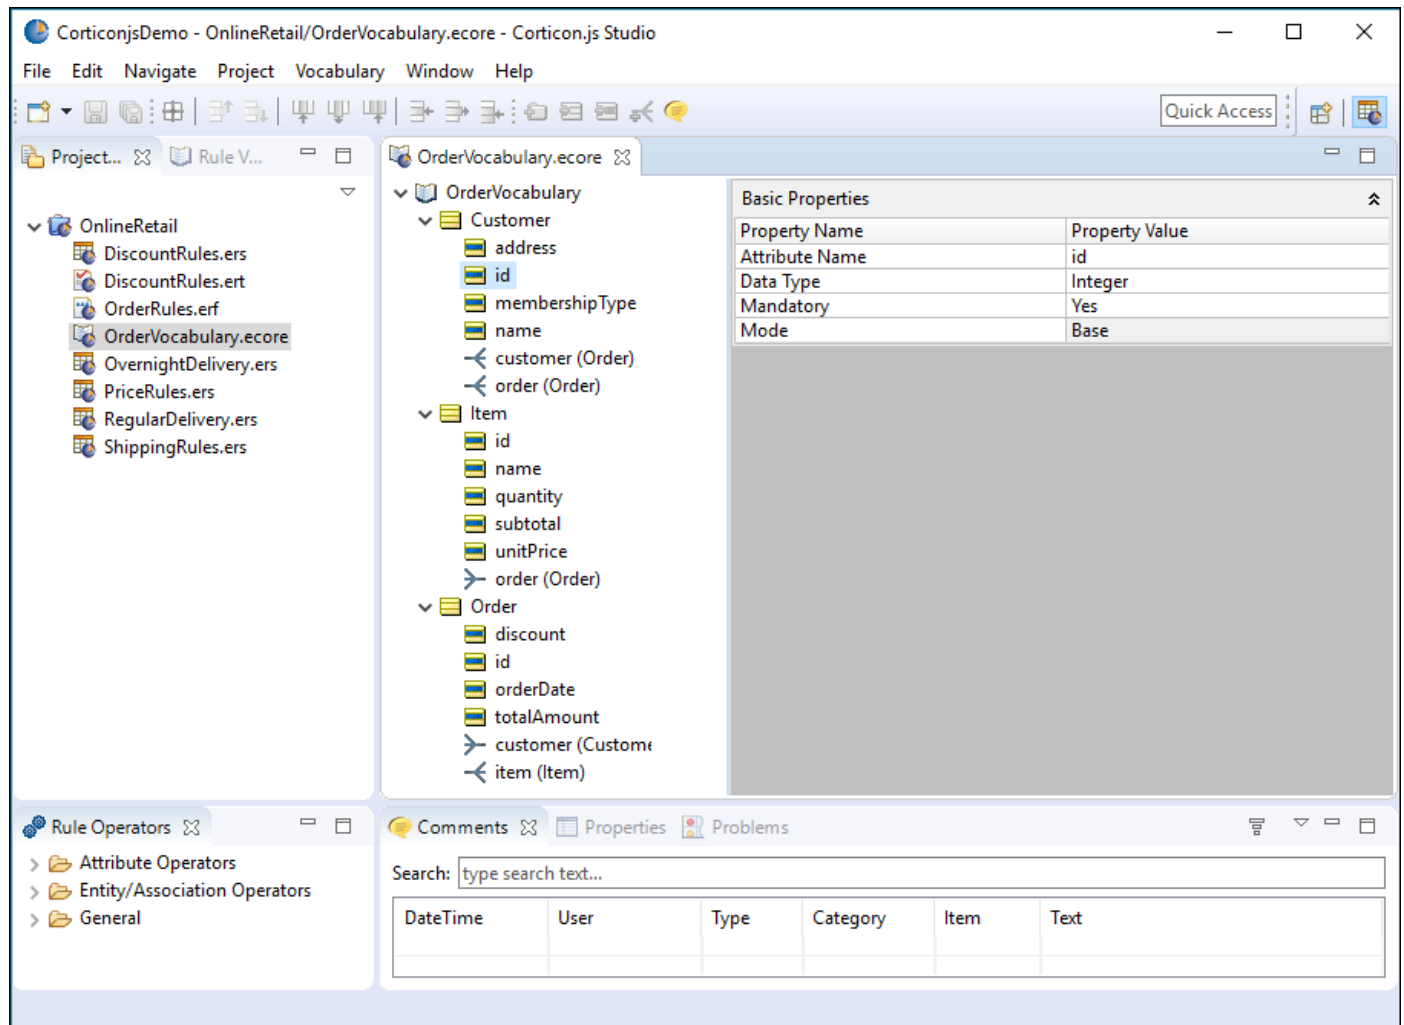 CorticonjsDemo - OnlineRetail/OrderVocabulary.ecore - Corticon.js Studio
File Edit Navigate Project Vocabulary Window Help
Quick Access
Project... Rule V...
OnlineRetail
DiscountRules.ers
DiscountRules.ert
OrderRules.erf
OrderVocabulary.ecore
OvernightDelivery.ers
PriceRules.ers
RegularDelivery.ers
ShippingRules.ers
OrderVocabulary.ecore
OrderVocabulary
Customer
address
id
membershipType
name
customer (Order)
order (Order)
Item
id
name
quantity
subtotal
unitPrice
order (Order)
Order
discount
id
orderDate
totalAmount
customer (Custome
item (Item)
Basic Properties
Property Name Property Value
Attribute Name id
Data Type Integer
Mandatory Yes
Mode Base
Rule Operators
Attribute Operators
Entity/Association Operators
General
Comments Properties Problems
Search: type search text...
DateTime User Type Category Item Text